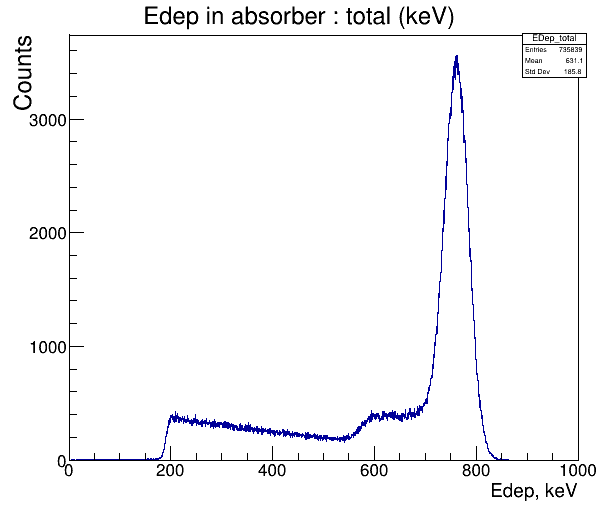 Edep in absorber : total (keV)
EDep_total
Entries 735839
Mean 631.1
Std Dev 185.8
Counts
3000
2000
1000
0
0 200 400 600 800 1000
Edep, keV